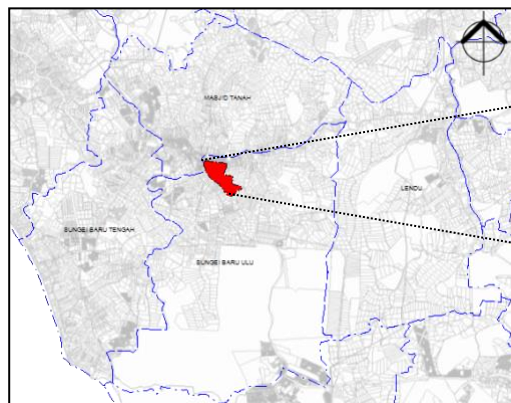 MASJID TANAH
LENDU
SUNGEI BARU TENGAH
SUNGEI BARU ULU